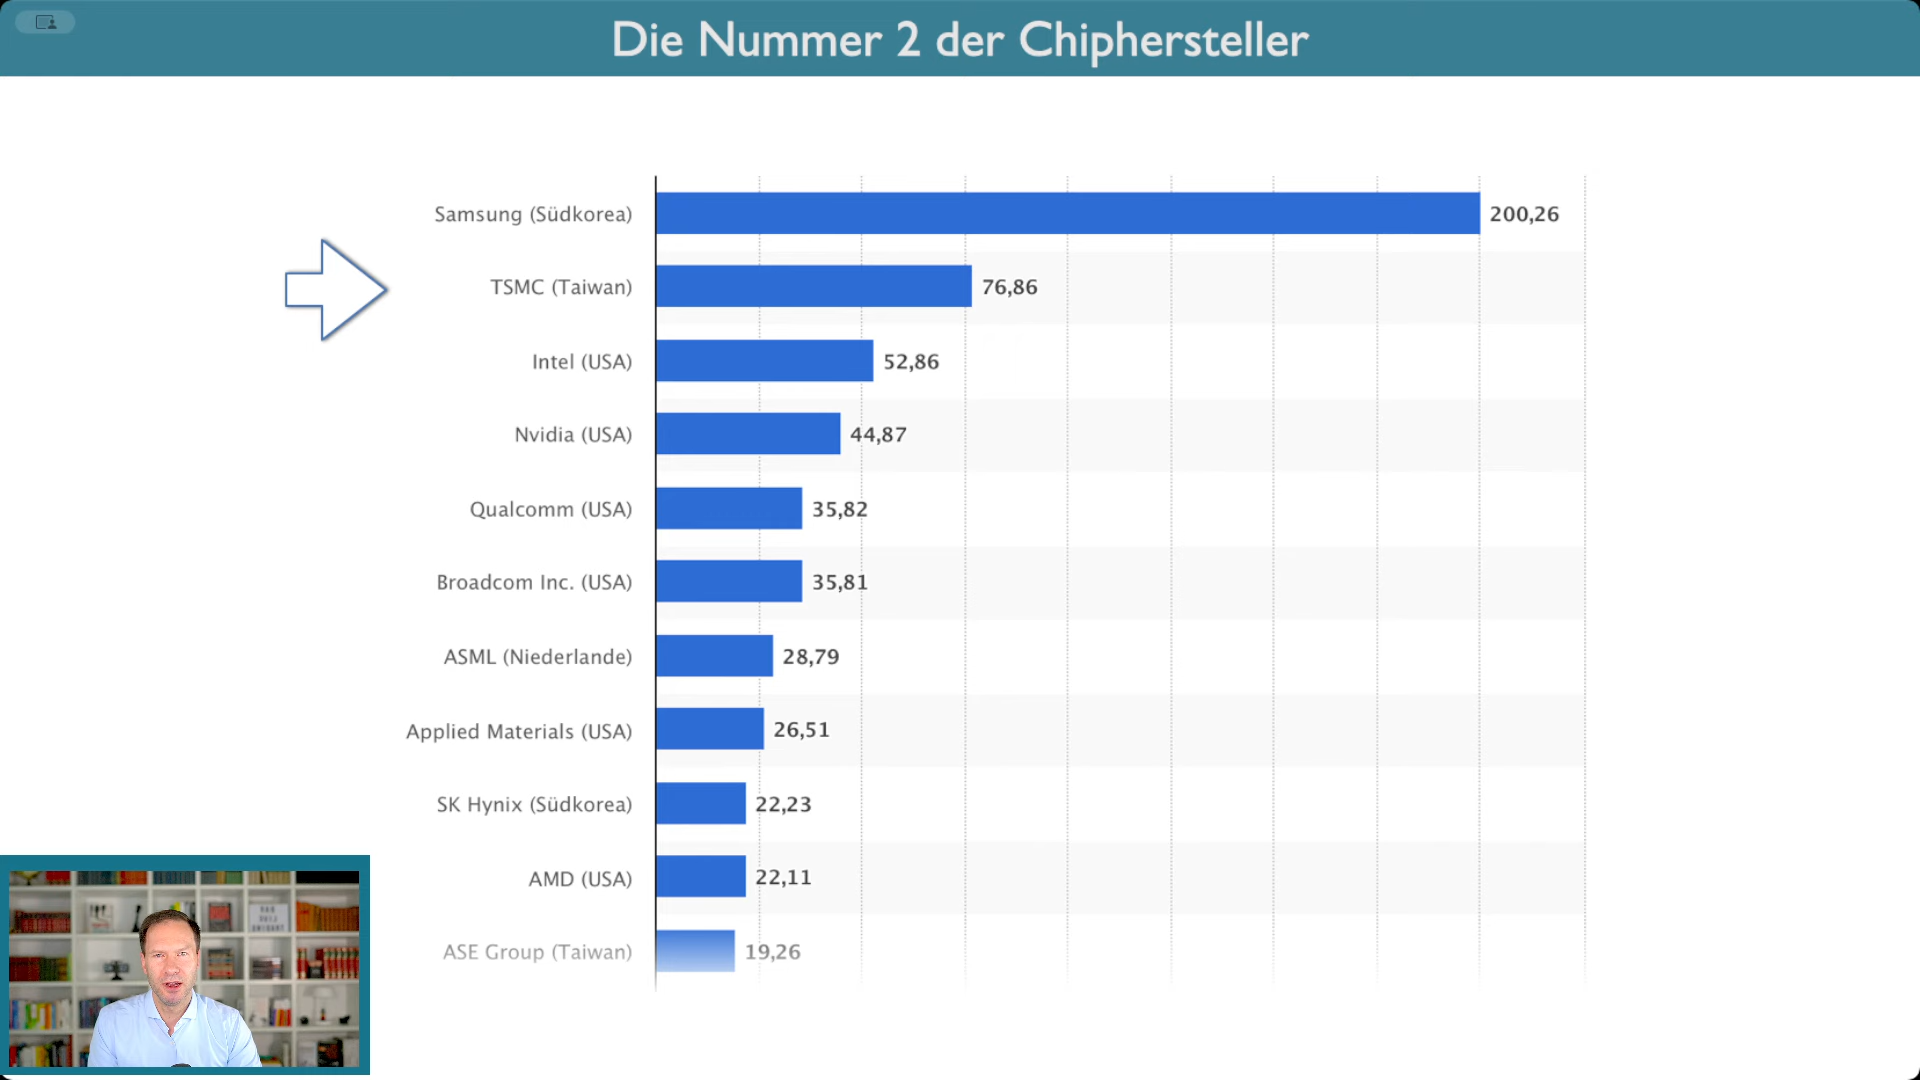 Die Nummer 2 der Chiphersteller
Samsung (Südkorea) 200,26
TSMC (Taiwan) 76,86
Intel (USA) 52,86
Nvidia (USA) 44,87
Qualcomm (USA) 35,82
Broadcom Inc. (USA) 35,81
ASML (Niederlande) 28,79
Applied Materials (USA) 26,51
SK Hynix (Südkorea) 22,23
AMD (USA) 22,11
ASE Group (Taiwan) 19,26